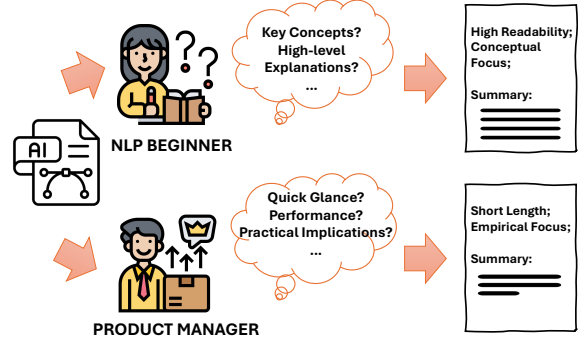 AI
NLP BEGINNER
Key Concepts?
High-level
Explanations?
...
High Readability;
Conceptual
Focus;
Summary:
PRODUCT MANAGER
Quick Glance?
Performance?
Practical Implications?
...
Short Length;
Empirical Focus;
Summary: